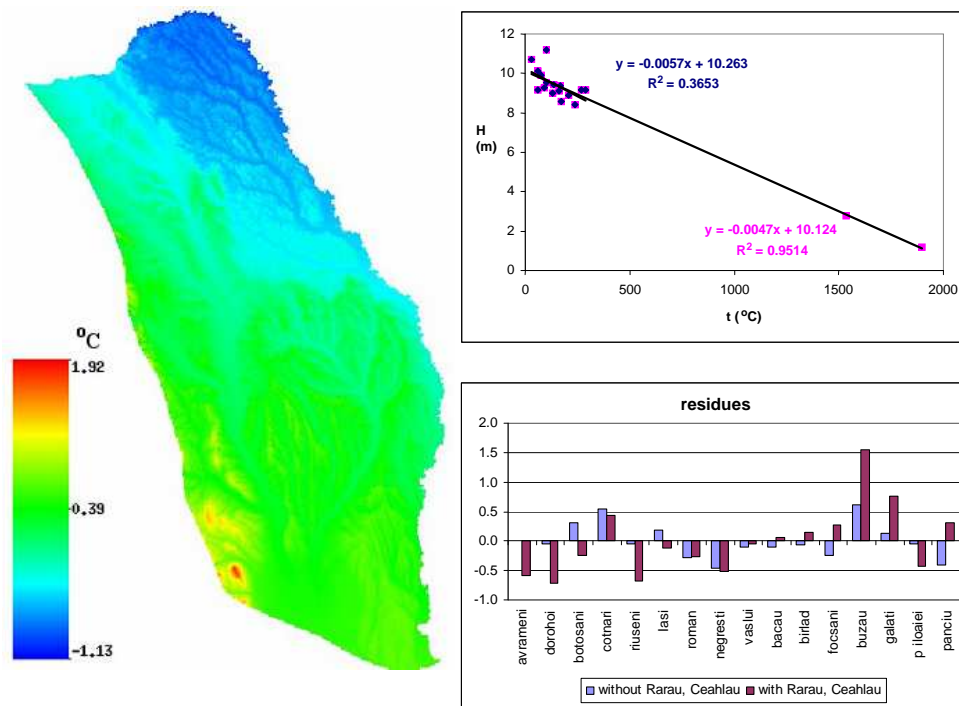 °C
1.92
0.39
-1.13
y = -0.0057x + 10.263
R² = 0.3653
y = -0.0047x + 10.124
R² = 0.9514
H
(m)
12
10
8
6
4
2
0
0 500 1000 1500 2000
t (°C)
residues
2.0
1.5
1.0
0.5
0.0
-0.5
-1.0
avrameni
dorohoi
botosani
cotnari
riuseni
Iasi
roman
negresti
vaslui
bacau
birlad
focsani
buzau
galati
p iloaiei
panciu
without Rarau, Ceahlau with Rarau, Ceahlau